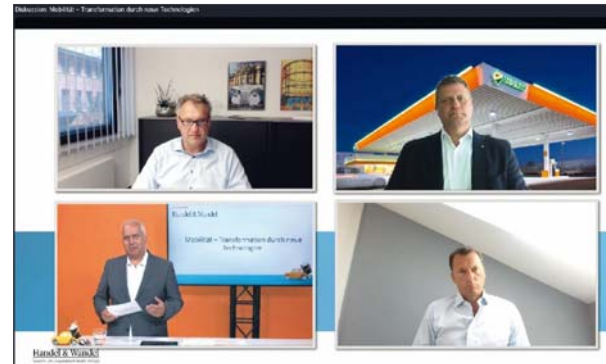 Diskussion: Mobilität – Transformation durch neue Technologien
Handel & Wandel
Mobilität – Transformation durch neue
Technologien
Handel & Wandel